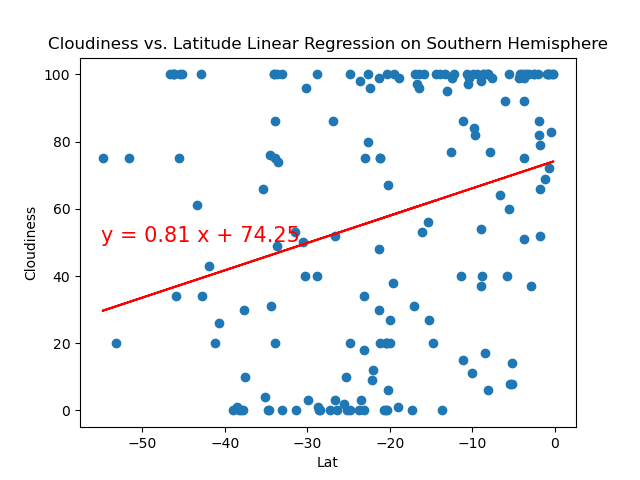 Cloudiness vs. Latitude Linear Regression on Southern Hemisphere
100
80
60
40
20
0
Cloudiness
y = 0.81 x + 74.25
−50 −40 −30 −20 −10 0
Lat